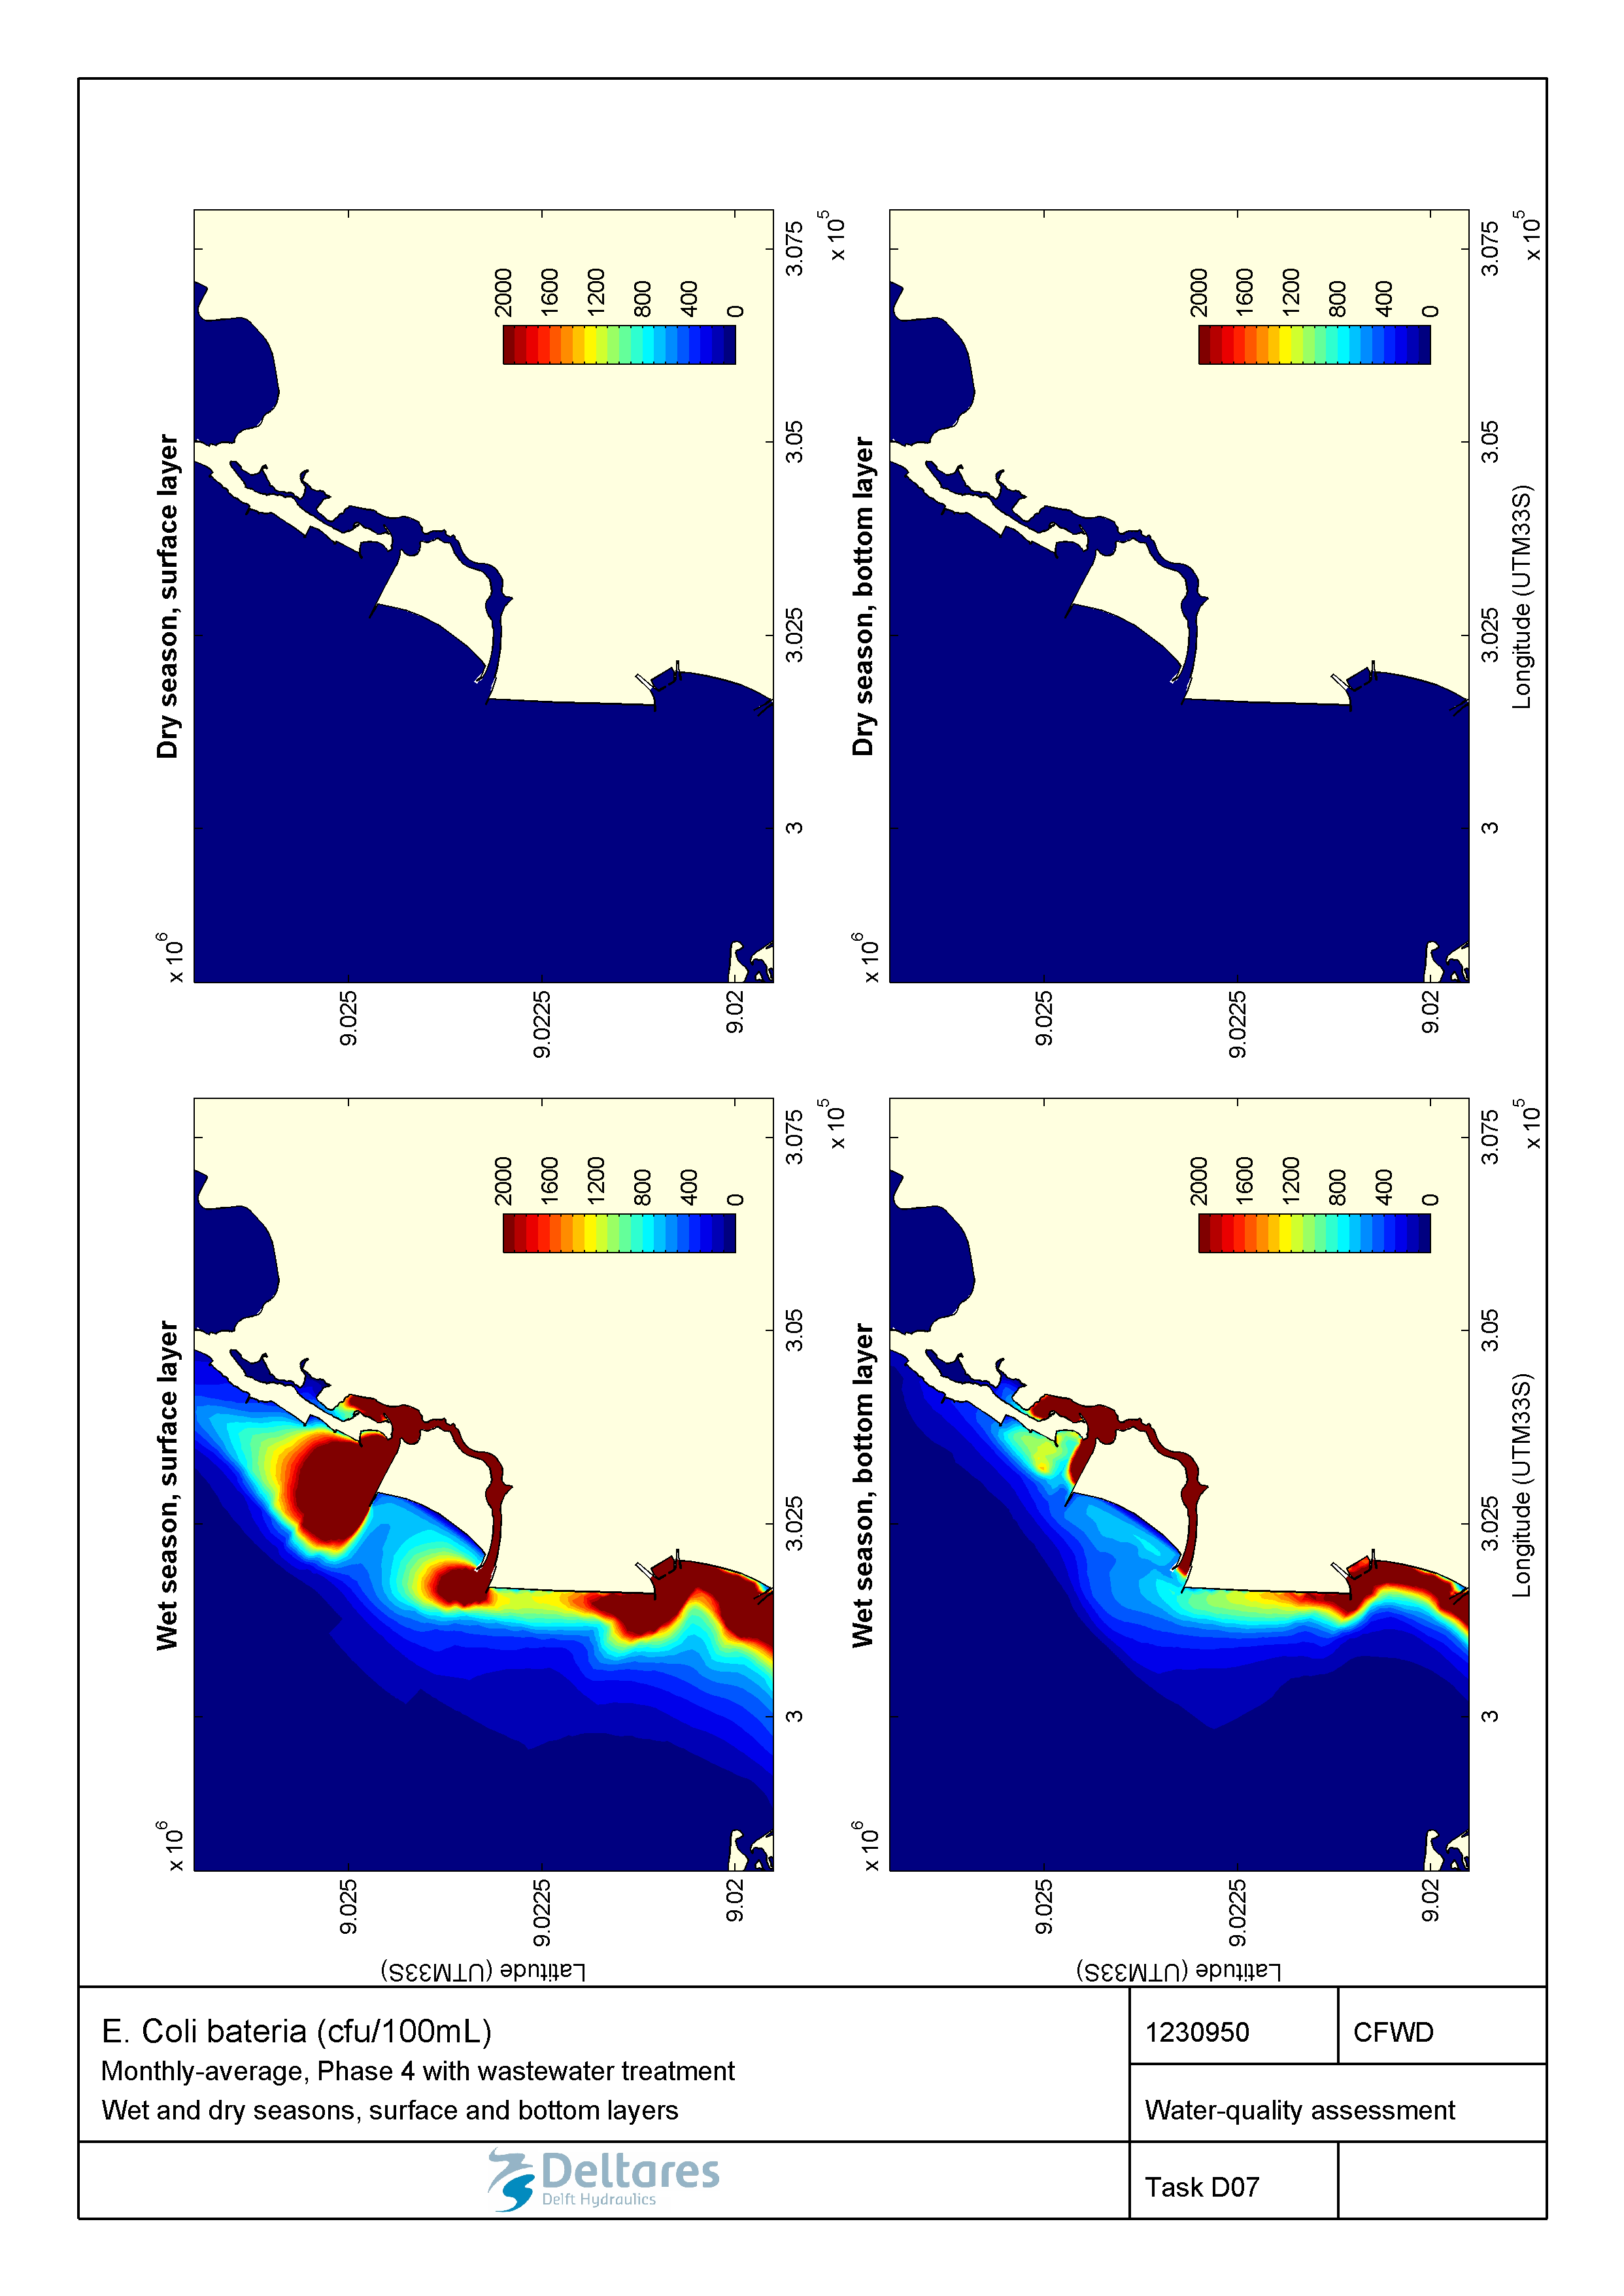 Wet season, surface layer
x 10
6
9.025
9.0225
9.02
Latitude (UTM33S)
3
3.025
3.05
3.075
x 10
5
2000
1600
1200
800
400
0
Dry season, surface layer
x 10
6
9.025
9.0225
9.02
3
3.025
3.05
3.075
x 10
5
2000
1600
1200
800
400
0
Wet season, bottom layer
x 10
6
9.025
9.0225
9.02
Latitude (UTM33S)
3
3.025
3.05
3.075
x 10
5
Longitude (UTM33S)
2000
1600
1200
800
400
0
Dry season, bottom layer
x 10
6
9.025
9.0225
9.02
3
3.025
3.05
3.075
x 10
5
Longitude (UTM33S)
2000
1600
1200
800
400
0
E. Coli bateria (cfu/100mL)
Monthly-average, Phase 4 with wastewater treatment
Wet and dry seasons, surface and bottom layers
1230950
CFWD
Water-quality assessment
Deltares
Delft Hydraulics
Task D07